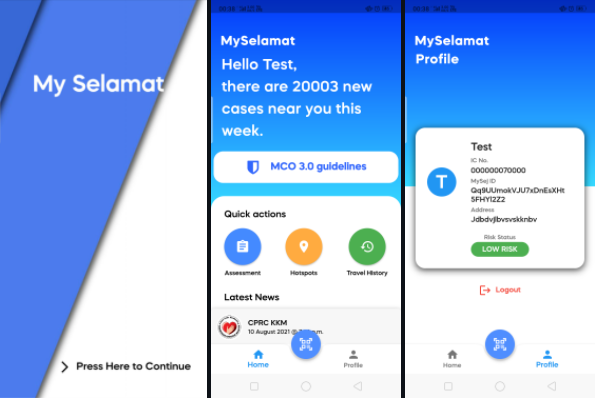 My Selamat
Press Here to Continue
MySelamat
Hello Test,
there are 20003 new
cases near you this
week.
MCO 3.0 guidelines
Quick actions
Assessment
Hotspots
Travel History
Latest News
CPRC KKM
10 August 2021 @
Home
Profile
MySelamat
Profile
T
Test
IC No.
000000070000
MySej ID
Qq9UUmokVJU7xDnEsXHt
SFHYl2Z2
Address
Jdbdvjlbvsvskknbv
Risk Status
LOW RISK
Logout
Home
Profile